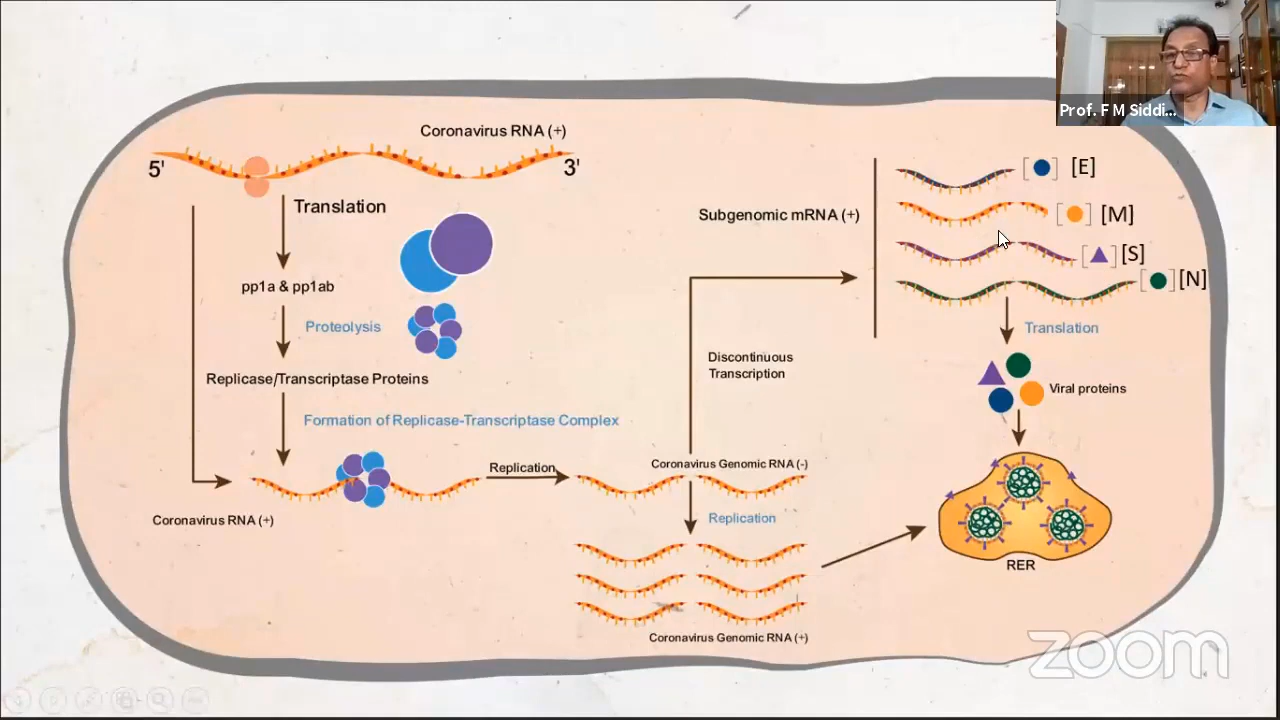 Prof. F M Siddi...
Coronavirus RNA (+)
5'
3'
Translation
pp1a & pp1ab
Proteolysis
Replicase/Transcriptase Proteins
Formation of Replicase-Transcriptase Complex
Coronavirus RNA (+)
Replication
Coronavirus Genomic RNA (-)
Replication
Coronavirus Genomic RNA (+)
Discontinuous
Transcription
Subgenomic mRNA (+)
[E]
[M]
[S]
[N]
Translation
Viral proteins
RER
zoom